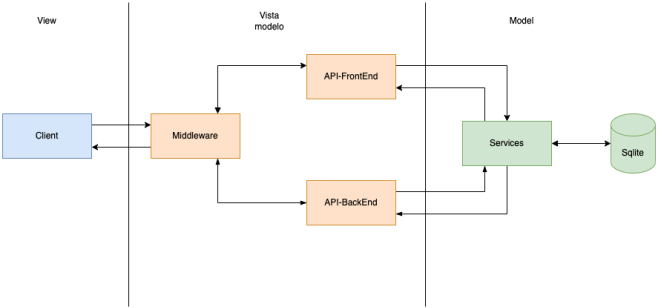 View
Vista
modelo
Model
API-FrontEnd
Client
Middleware
Services
Sqlite
API-BackEnd